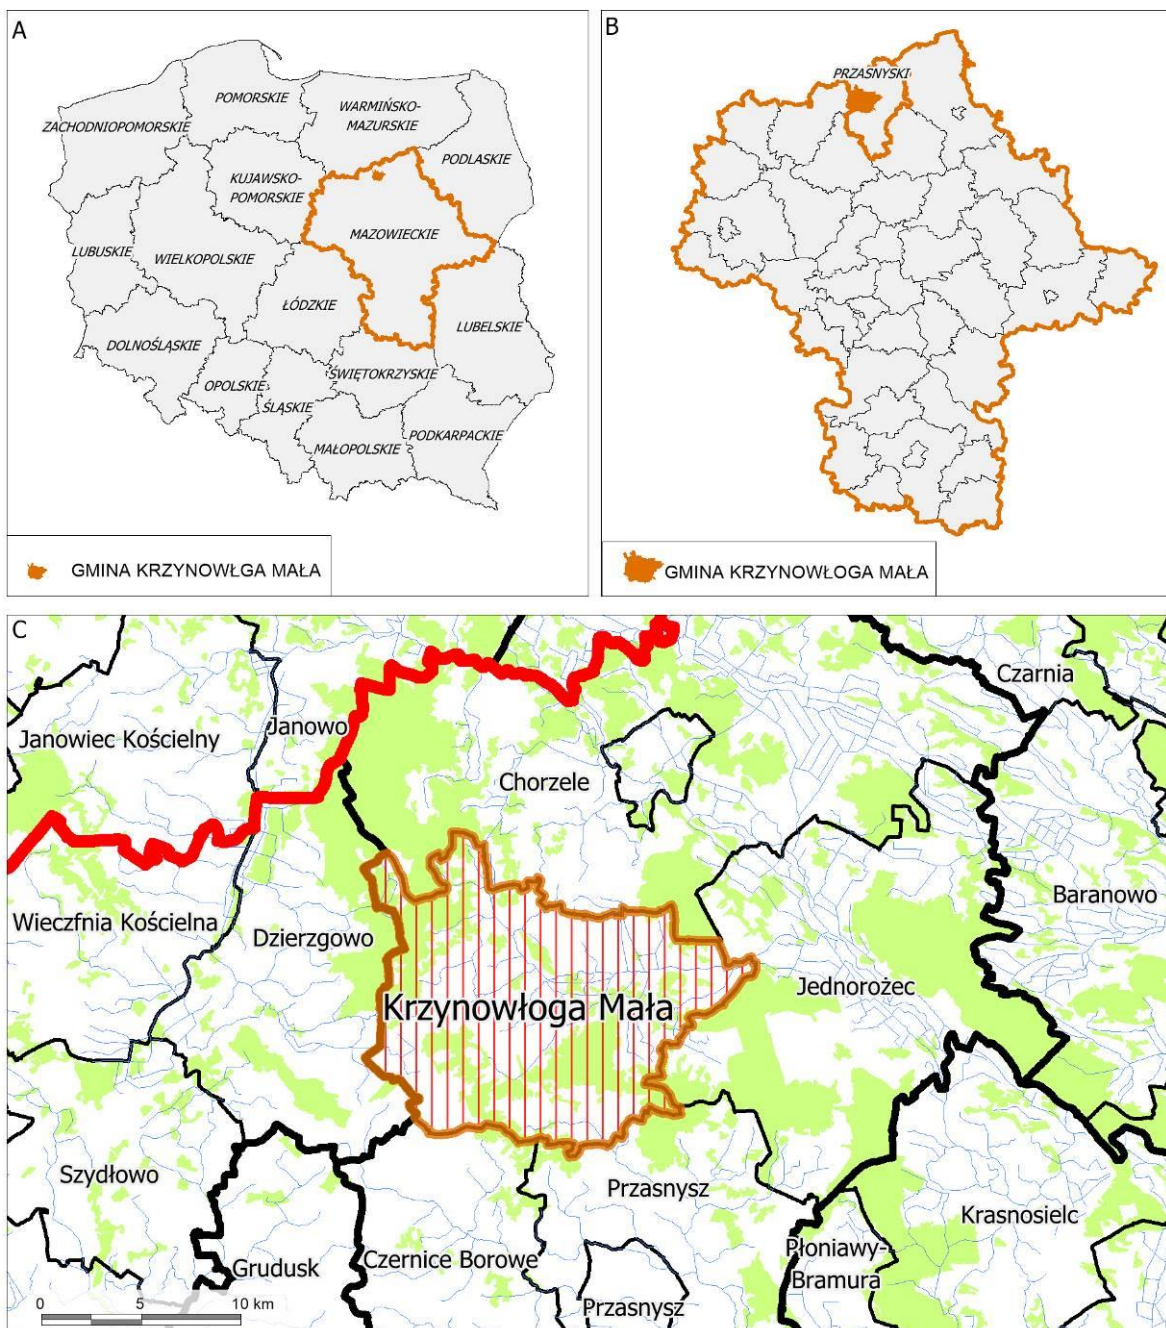 A
POMORSKIE
WARMIŃSKO-
MAZURSKIE
ZACHODNIOPOMORSKIE
PODLASKIE
KUJAWSKO-
POMORSKIE
MAZOWIECKIE
LUBUSKIE
WIELKOPOLSKIE
ŁÓDZKIE
LUBELSKIE
DOLNOŚLĄSKIE
ŚWIĘTOKRZYSKIE
OPOLSKIE
ŚLĄSKIE
MAŁOPOLSKIE
PODKARPACKIE
GMINA KRZYNOWŁGA MAŁA
B
PRZASNYSKI
GMINA KRZYNOWŁOGA MAŁA
C
Czarnia
Janowo
Janowiec Kościelny
Chorzele
Baranowo
Wieczfnia Kościelna
Dzierzgowo
Jednorożec
Krzynowłoga Mała
Szydłowo
Przasnysz
Krasnosielc
Grudusk
Czernice Borowe
Płoniawy-
Bramura
Przasnysz
0 5 10 km